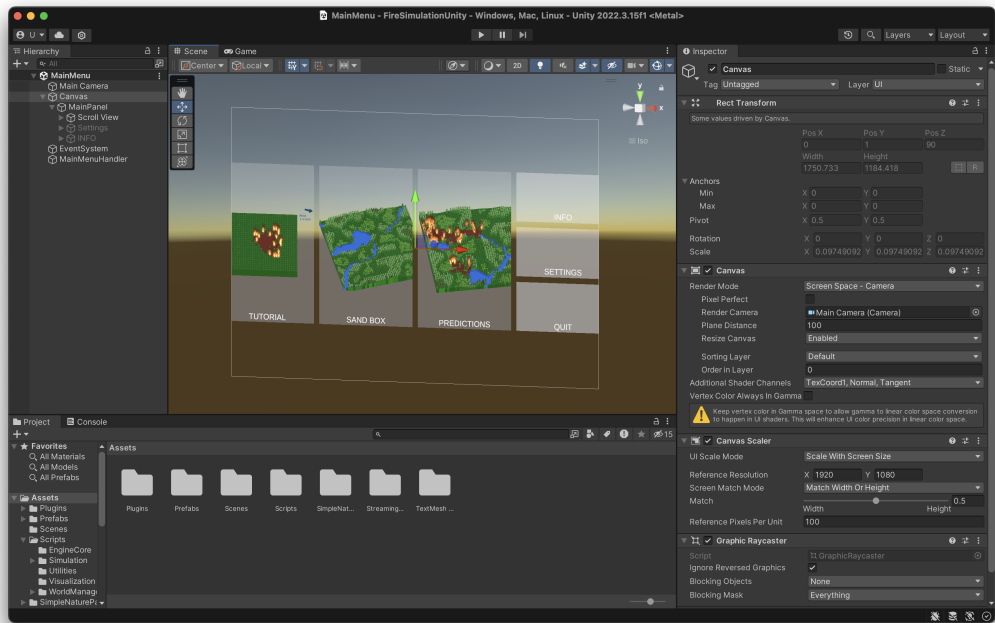 MainMenu - FireSimulationUnity - Windows, Mac, Linux - Unity 2022.3.15f1 <Metal>
U
Layers Layout
Hierarchy
All
MainMenu
Main Camera
Canvas
MainPanel
Scroll View
Settings
INFO
EventSystem
MainMenuHandler
Scene Game
Center Local 2D
y
x
Iso
TUTORIAL
SAND BOX
PREDICTIONS
INFO
SETTINGS
QUIT
Inspector
Canvas Static
Tag Untagged Layer UI
Rect Transform
Some values driven by Canvas.
Pos X Pos Y Pos Z
0 1 90
Width Height
1750.733 1184.416 R
Anchors
Min X 0 Y 0
Max X 0 Y 0
Pivot X 0.5 Y 0.5
Rotation X 0 Y 0 Z 0
Scale X 0.09749092 Y 0.09749092 Z 0.09749092
Canvas
Render Mode Screen Space - Camera
Pixel Perfect
Render Camera Main Camera (Camera)
Plane Distance 100
Resize Canvas Enabled
Sorting Layer Default
Order in Layer 0
Additional Shader Channels TexCoord1, Normal, Tangent
Vertex Color Always In Gamma
Keep vertex color in Gamma space to allow gamma to linear color space conversion
to happen in UI shaders. This will enhance UI color precision in linear color space.
Canvas Scaler
UI Scale Mode Scale With Screen Size
Reference Resolution X 1920 Y 1080
Screen Match Mode Match Width Or Height
Match 0.5
Width Height
Reference Pixels Per Unit 100
Graphic Raycaster
Script GraphicRaycaster
Ignore Reversed Graphics
Blocking Objects None
Blocking Mask Everything
Project Console
15
Favorites
All Materials
All Models
All Prefabs
Assets
Plugins
Prefabs
Scenes
Scripts
EngineCore
Simulation
Utilities
Visualization
WorldManag
SimpleNaturePa
Assets
Plugins Prefabs Scenes Scripts SimpleNat... Streaming... TextMesh ...